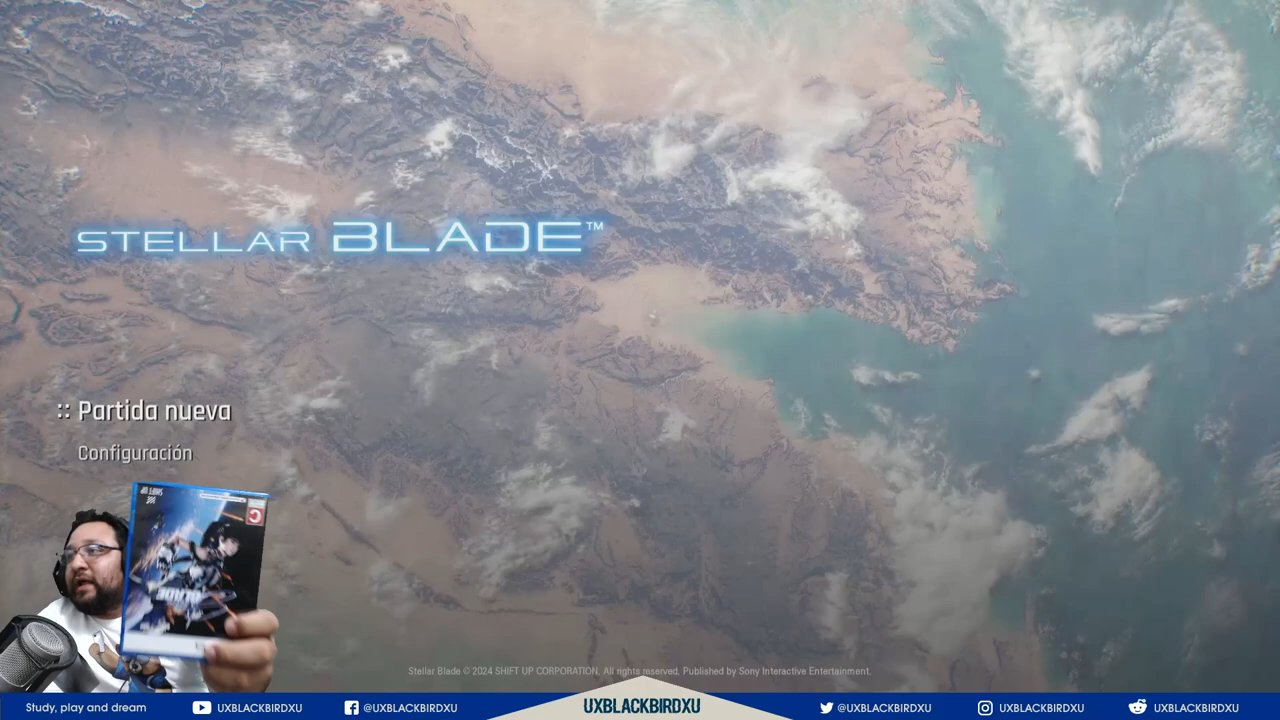 STELLAR BLADE™
:: Partida nueva
Configuración
BLADE
Stellar Blade © 2024 SHIFT UP CORPORATION. All rights reserved. Published by Sony Interactive Entertainment.
Study, play and dream
UXBLACKBIRDXU
@UXBLACKBIRDXU
UXBLACKBIRDXU
@UXBLACKBIRDXU
UXBLACKBIRDXU
UXBLACKBIRDXU